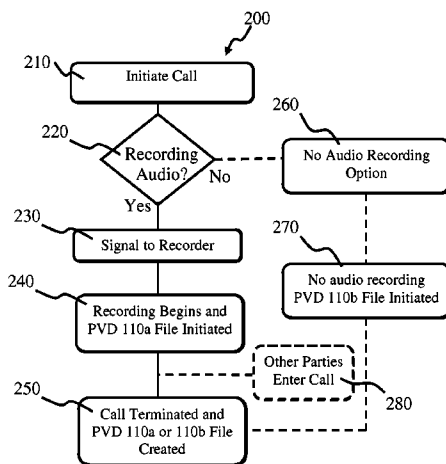 200
210
Initiate Call
220
Recording
Audio?
No
Yes
260
No Audio Recording
Option
230
Signal to Recorder
270
No audio recording
PVD 110b File Initiated
240
Recording Begins and
PVD 110a File Initiated
Other Parties
Enter Call
280
250
Call Terminated and
PVD 110a or 110b File
Created